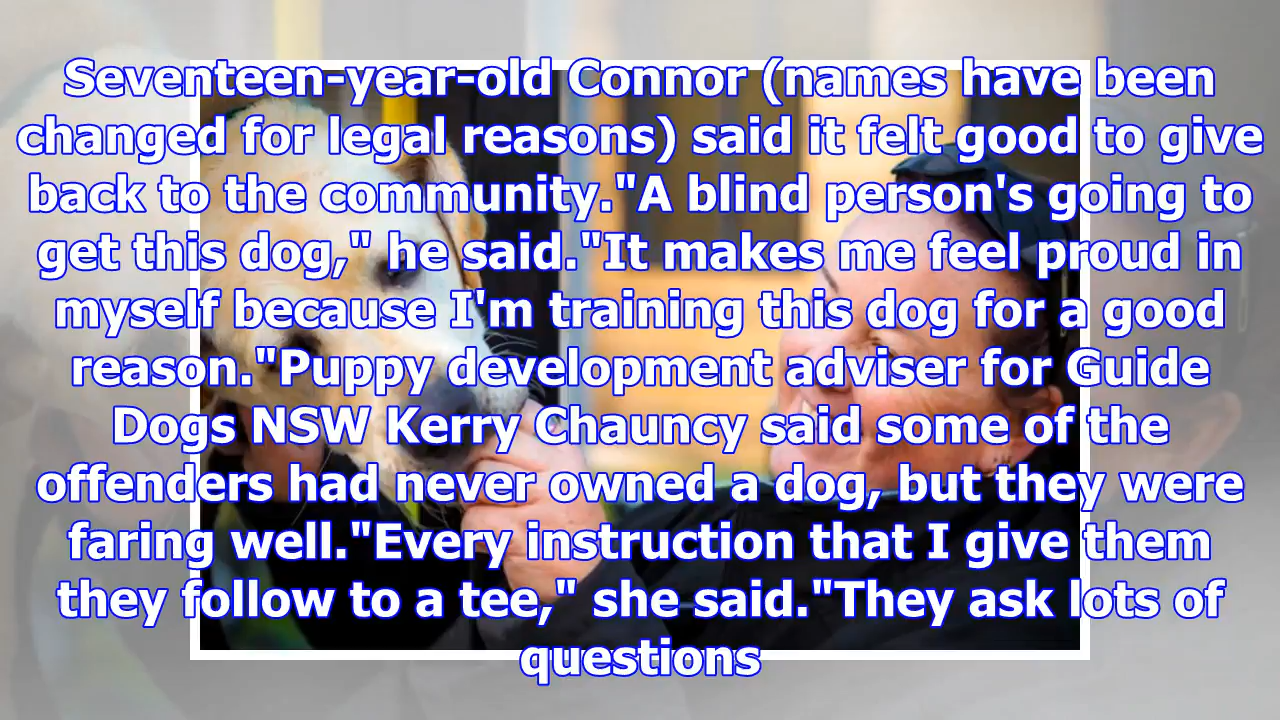 Seventeen-year-old Connor (names have been
changed for legal reasons) said it felt good to give
back to the community."A blind person's going to
get this dog," he said."It makes me feel proud in
myself because I'm training this dog for a good
reason."Puppy development adviser for Guide
Dogs NSW Kerry Chauncy said some of the
offenders had never owned a dog, but they were
faring well."Every instruction that I give them
they follow to a tee," she said."They ask lots of
questions